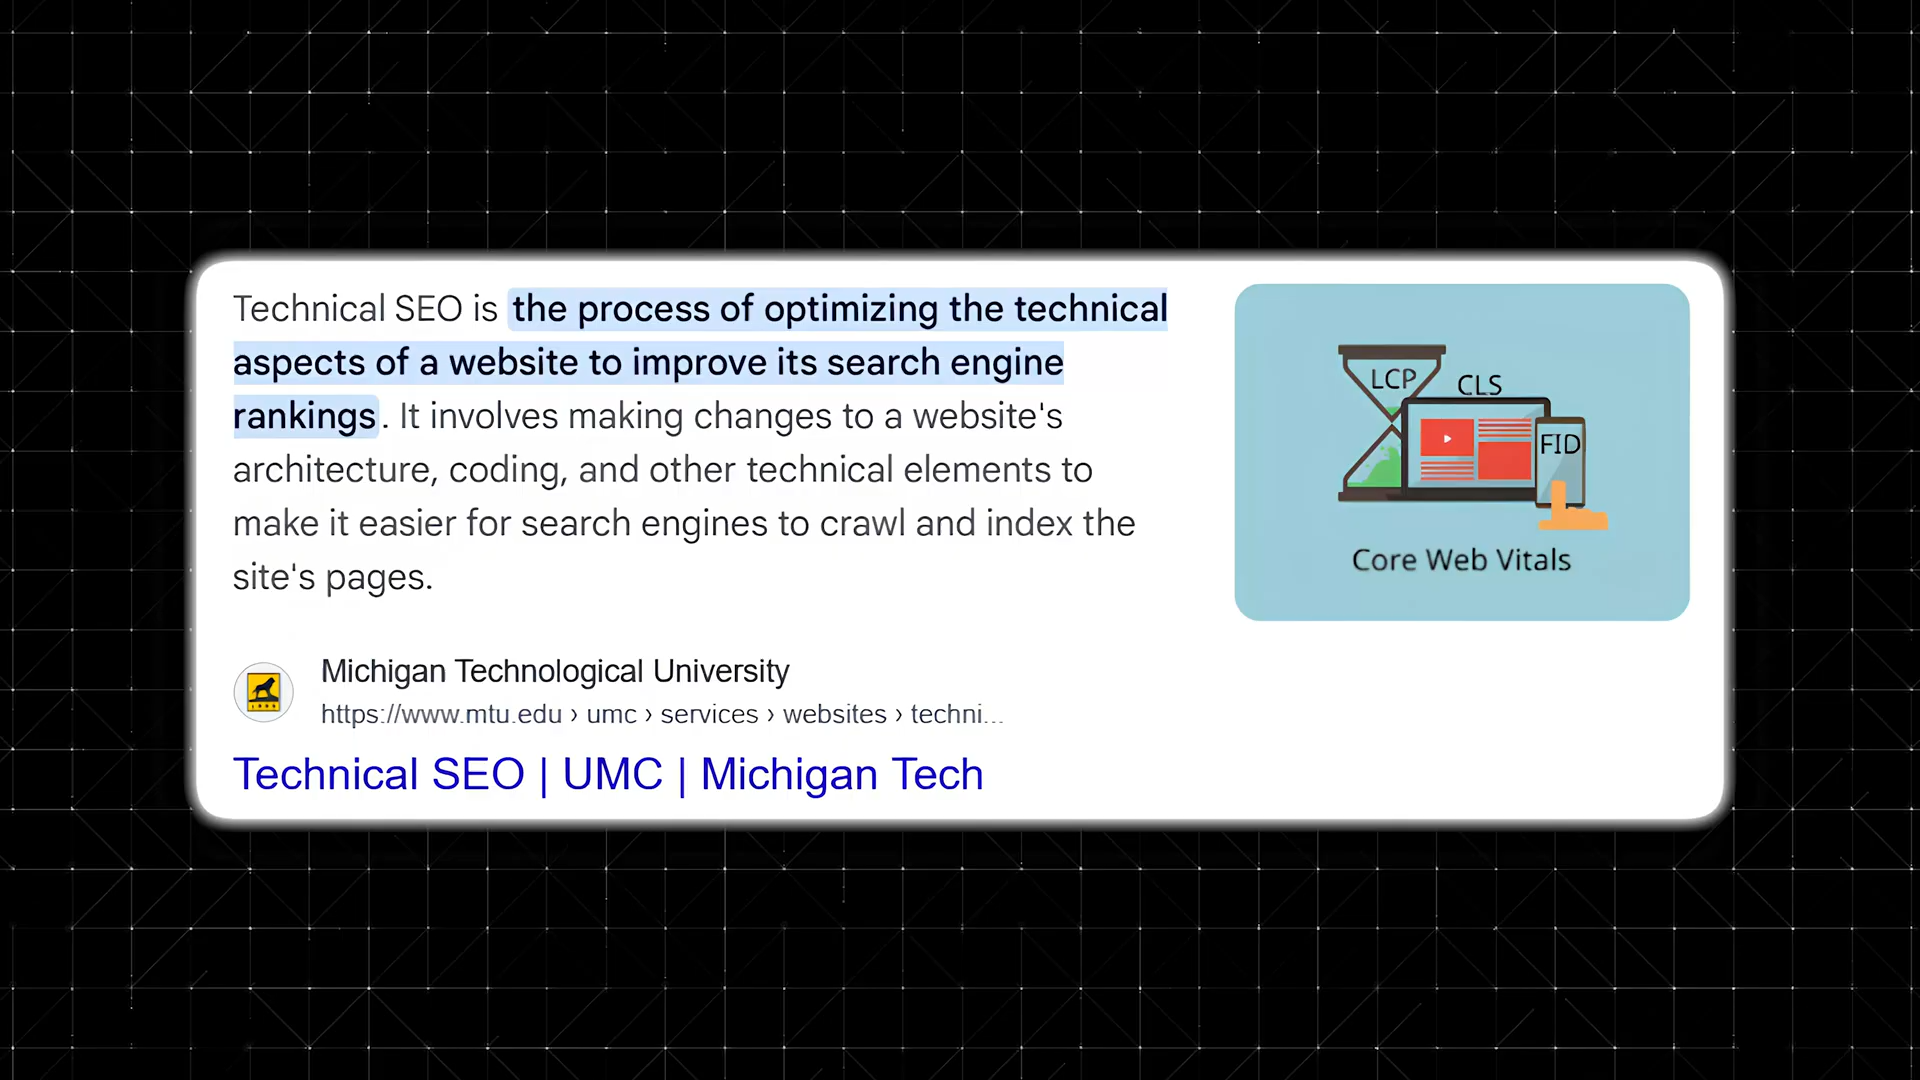 Technical SEO is the process of optimizing the technical
aspects of a website to improve its search engine
rankings. It involves making changes to a website's
architecture, coding, and other technical elements to
make it easier for search engines to crawl and index the
site's pages.
LCP
CLS
FID
Core Web Vitals
Michigan Technological University
https://www.mtu.edu › umc › services › websites › techni...
Technical SEO | UMC | Michigan Tech